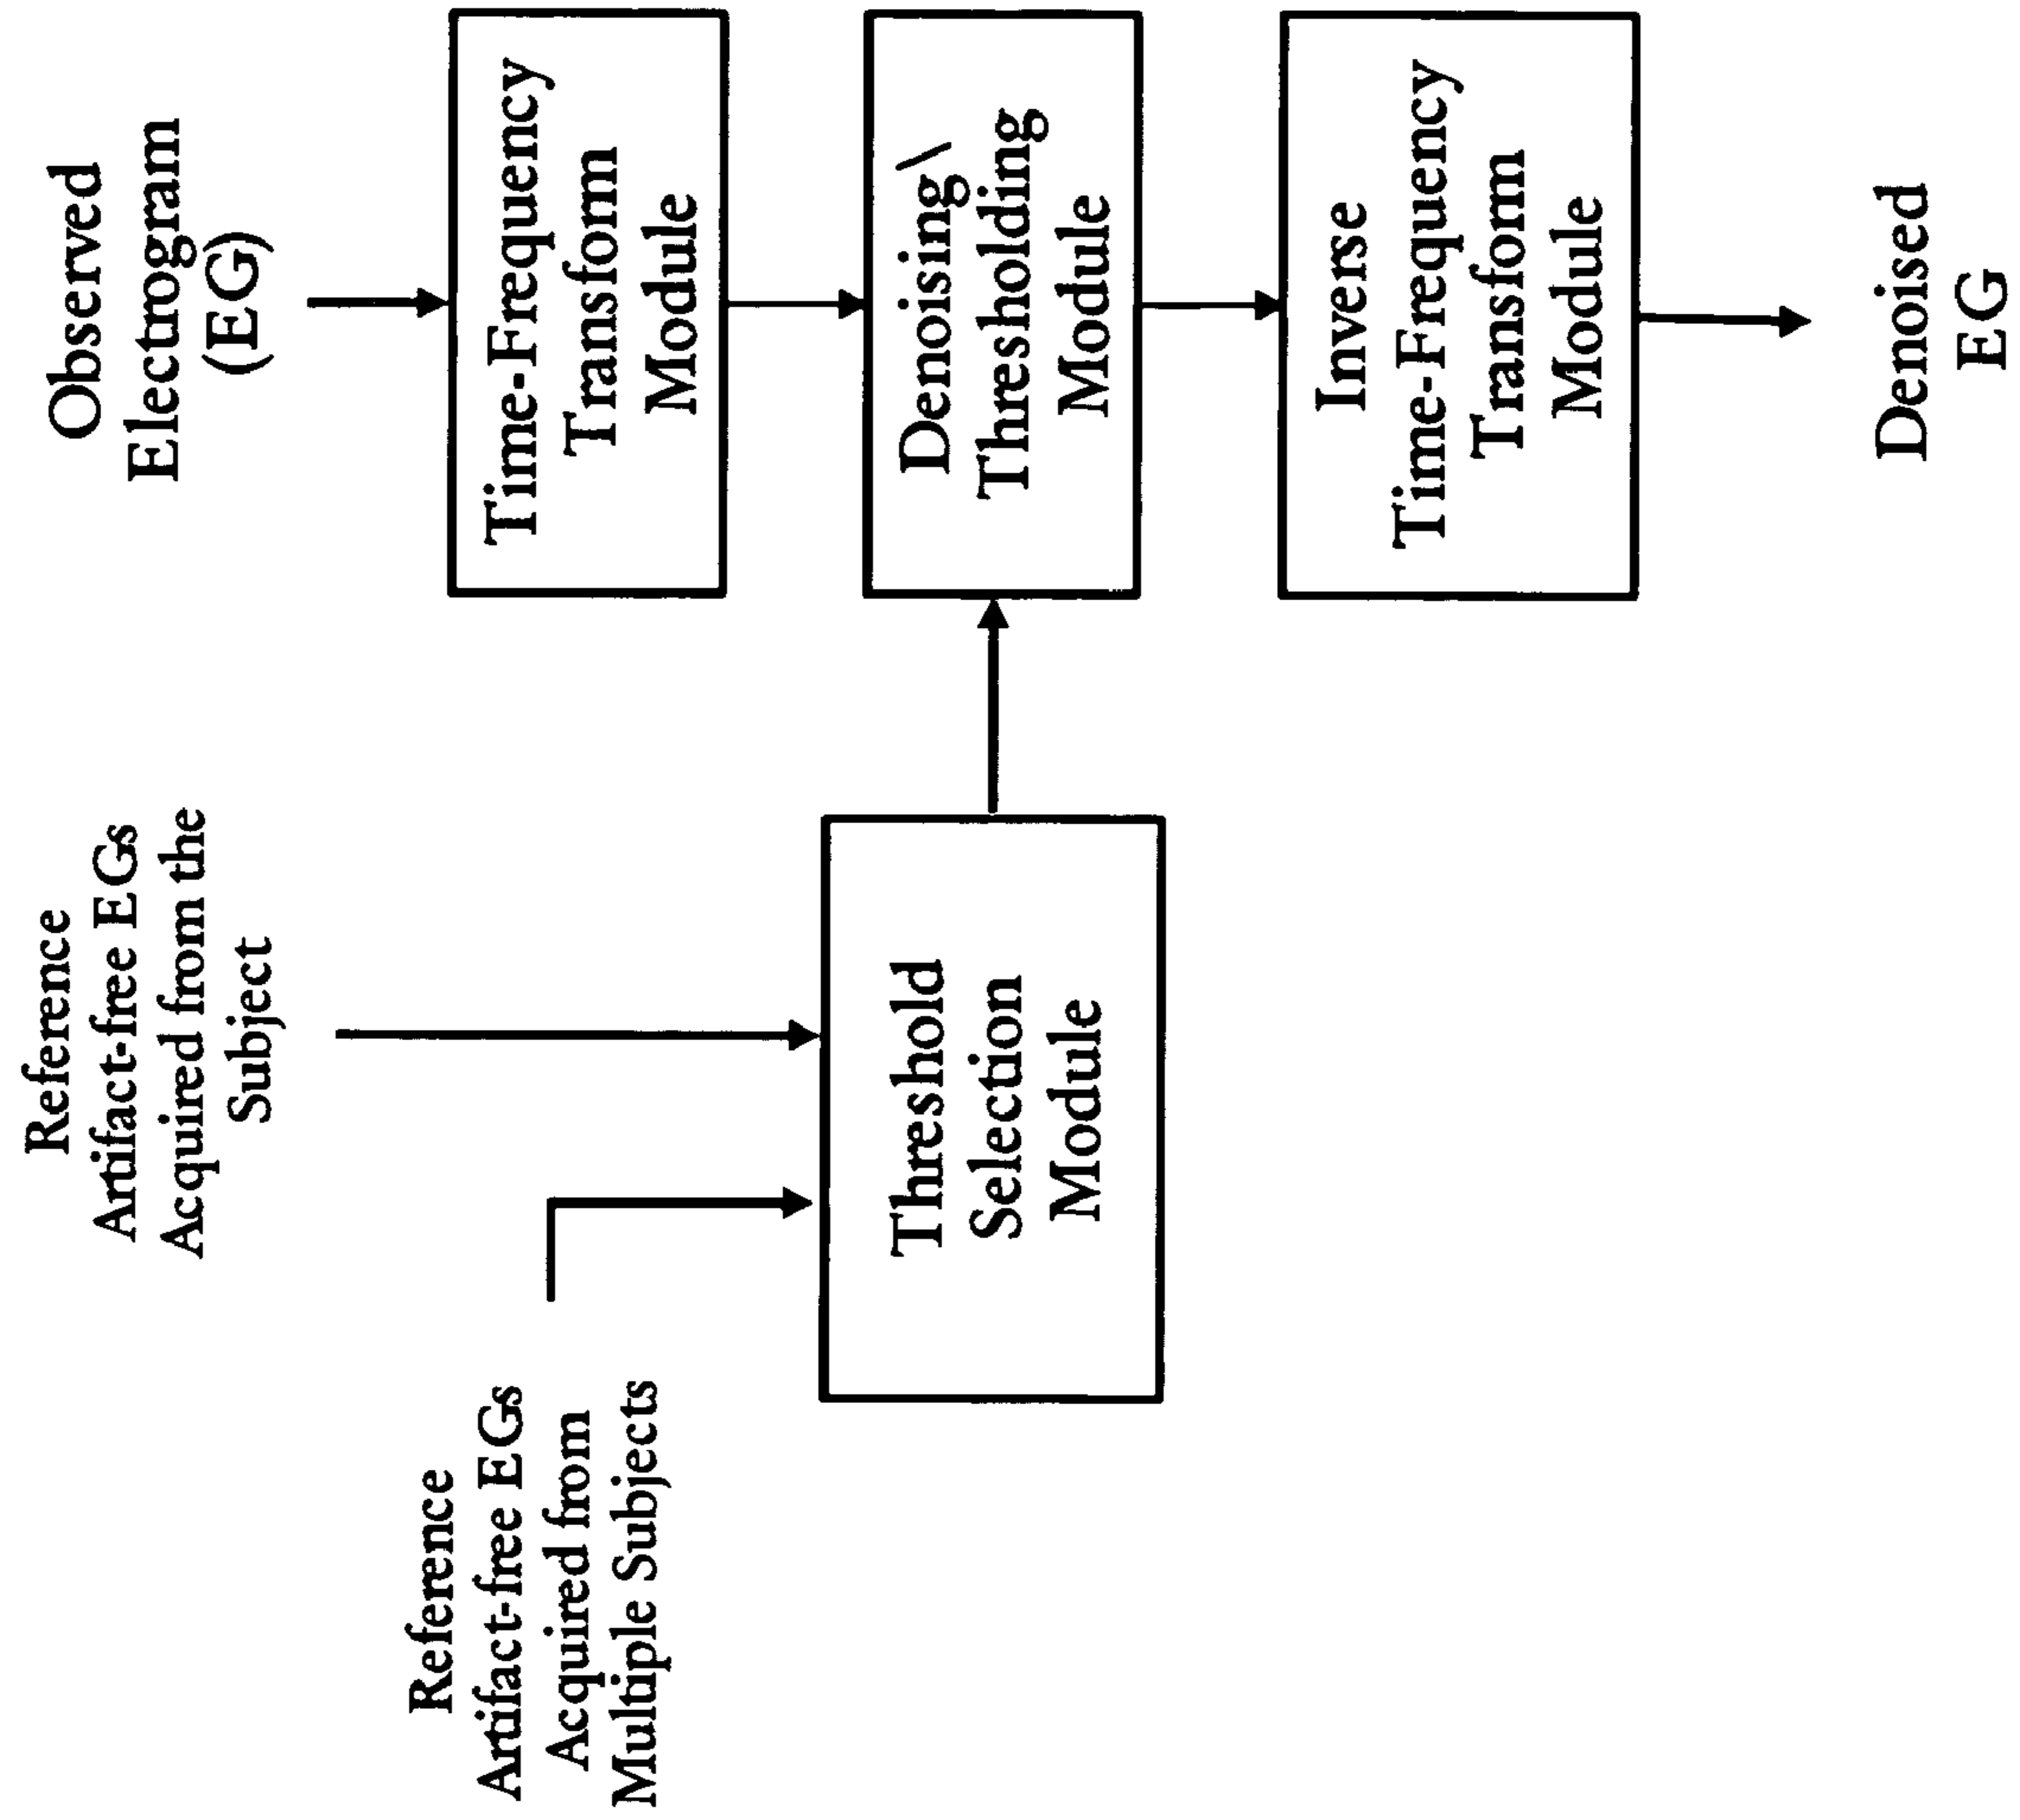 Observed
Electrogram
(EG)
Time-Frequency
Transform
Module
Denoising\
Thresholding
Module
Inverse
Time-Frequency
Transform
Module
Denoised
EG
Reference
Artifact-free EGs
Acquired from the
Subject
Threshold
Selection
Module
Reference
Artifact-free EGs
Acquired from
Multiple Subjects